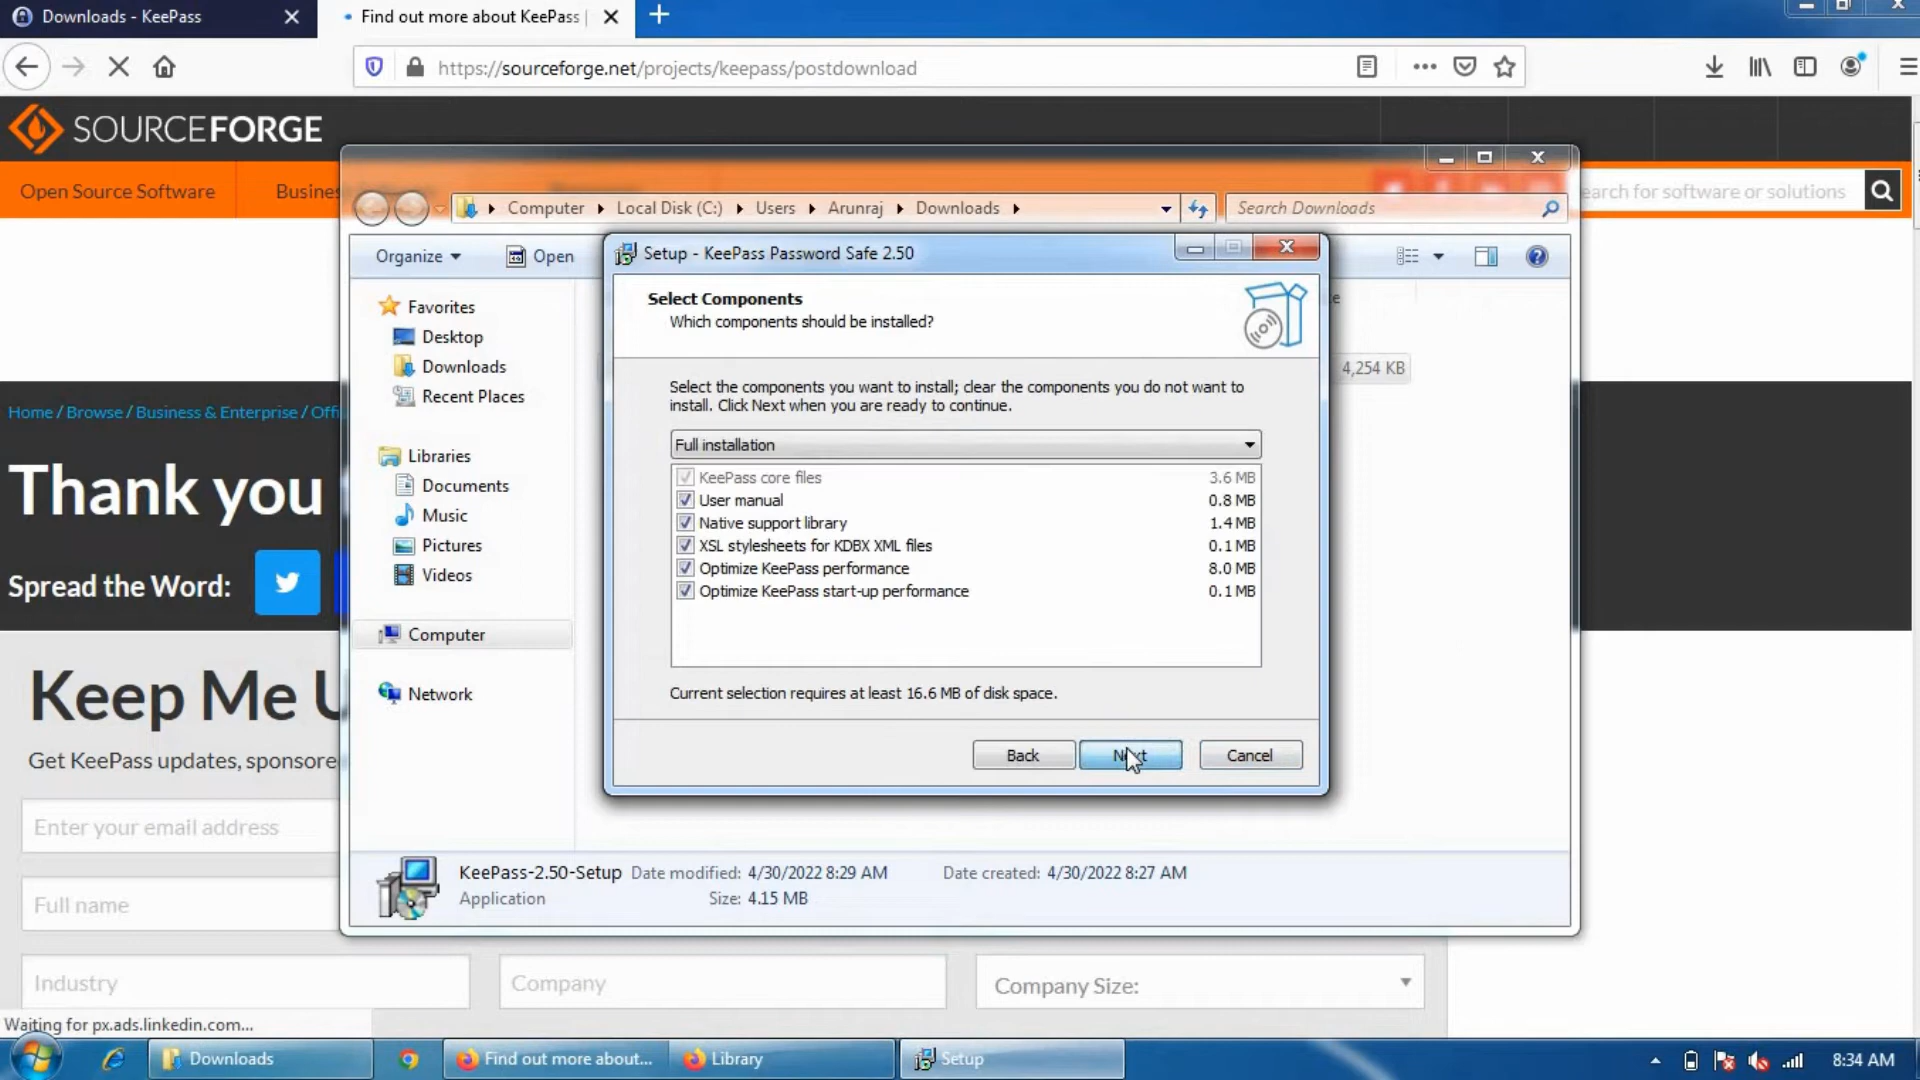 Downloads - KeePass
Find out more about KeePass |
https://sourceforge.net/projects/keepass/postdownload
SOURCEFORGE
Open Source Software
Busines
earch for software or solutions
Computer
Local Disk (C:)
Users
Arunraj
Downloads
Search Downloads
Organize
Open
Setup - KeePass Password Safe 2.50
Select Components
Which components should be installed?
Select the components you want to install; clear the components you do not want to
install. Click Next when you are ready to continue.
Full installation
KeePass core files 3.6 MB
User manual 0.8 MB
Native support library 1.4 MB
XSL stylesheets for KDBX XML files 0.1 MB
Optimize KeePass performance 8.0 MB
Optimize KeePass start-up performance 0.1 MB
Current selection requires at least 16.6 MB of disk space.
Back
Next
Cancel
e
4,254 KB
Favorites
Desktop
Downloads
Recent Places
Libraries
Documents
Music
Pictures
Videos
Computer
Network
KeePass-2.50-Setup Date modified: 4/30/2022 8:29 AM Date created: 4/30/2022 8:27 AM
Application Size: 4.15 MB
Home / Browse / Business & Enterprise / Offi
Thank you
Spread the Word:
Keep Me U
Get KeePass updates, sponsore
Enter your email address
Full name
Industry
Company
Company Size:
Waiting for px.ads.linkedin.com...
Downloads
Find out more about...
Library
Setup
8:34 AM